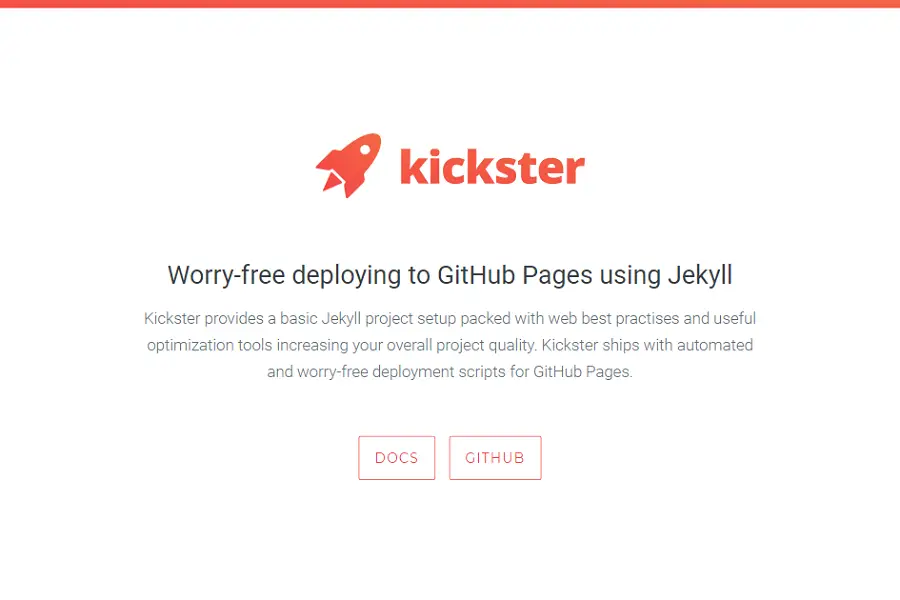 kickster
Worry-free deploying to GitHub Pages using Jekyll
Kickster provides a basic Jekyll project setup packed with web best practises and useful
optimization tools increasing your overall project quality. Kickster ships with automated
and worry-free deployment scripts for GitHub Pages.
DOCS
GITHUB